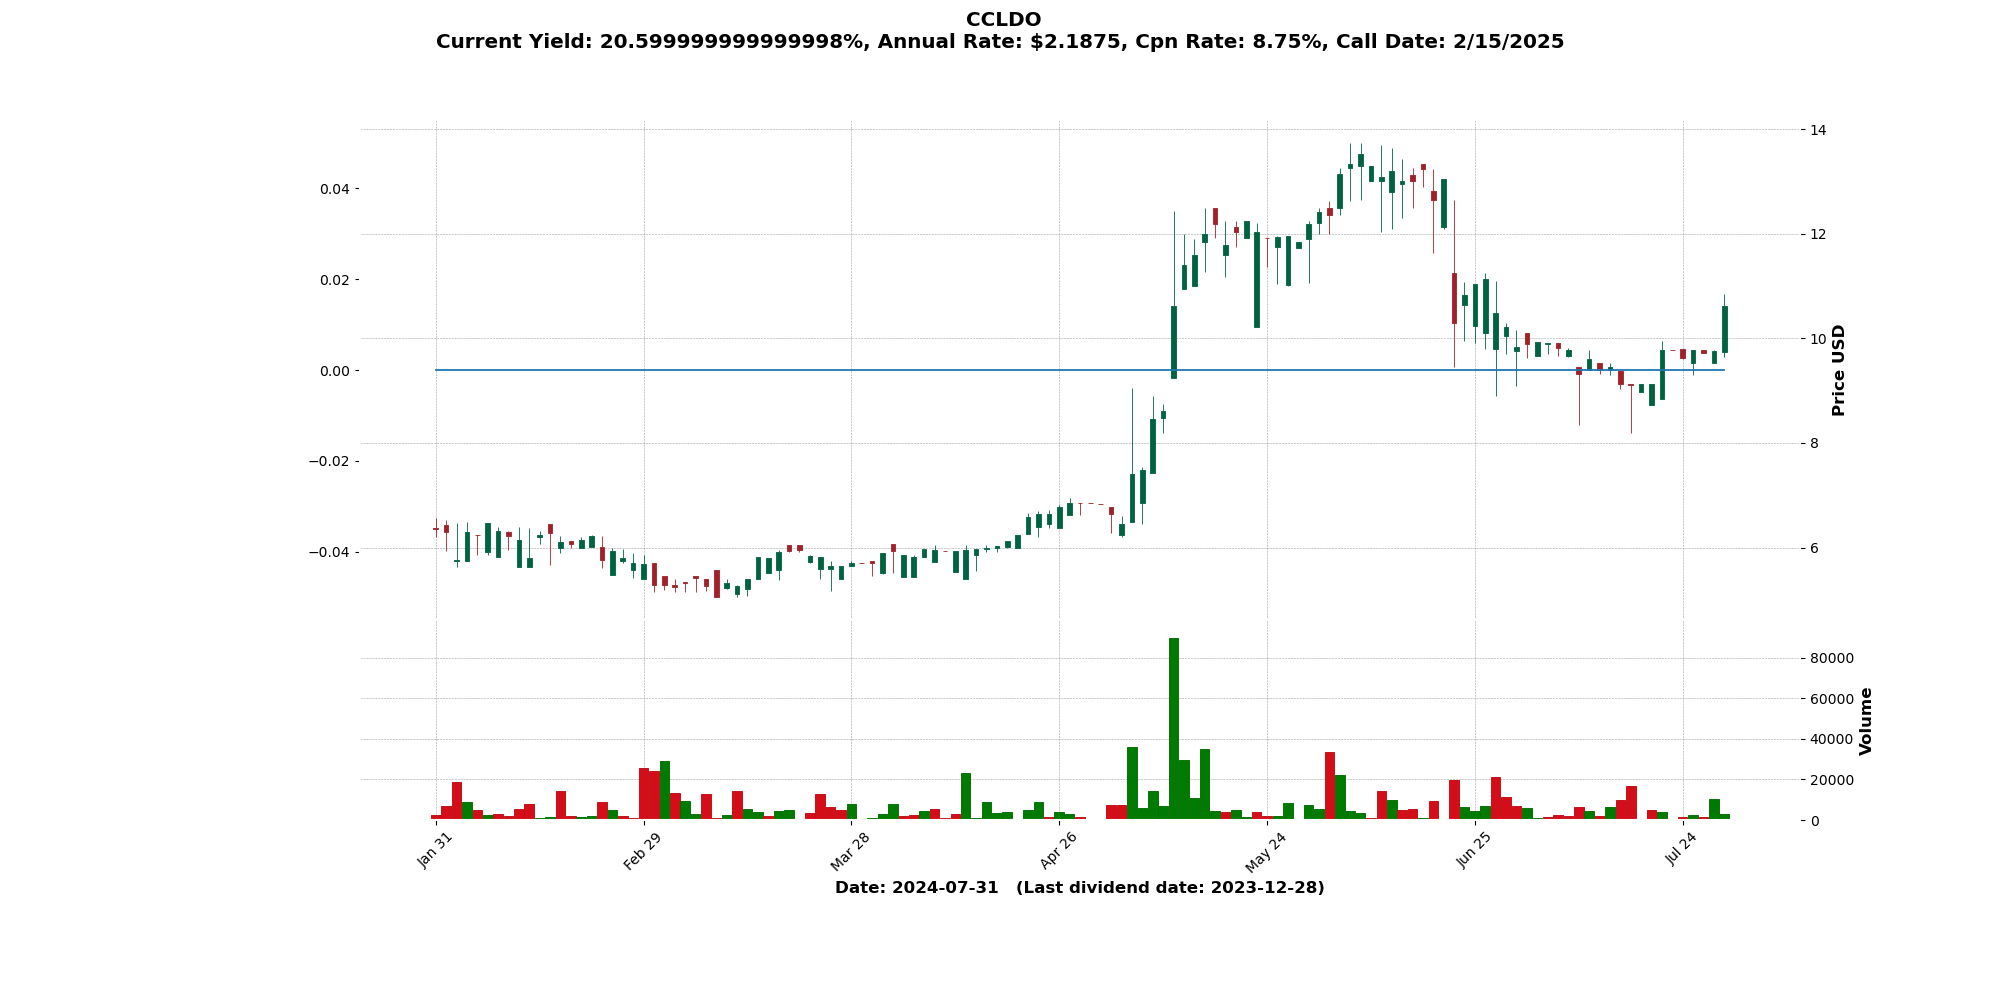 CCLDO
Current Yield: 20.599999999999998%, Annual Rate: $2.1875, Cpn Rate: 8.75%, Call Date: 2/15/2025
14
12
10
8
6
Price USD
0.04
0.02
0.00
−0.02
−0.04
80000
60000
40000
20000
0
Volume
Jan 31
Feb 29
Mar 28
Apr 26
May 24
Jun 25
Jul 24
Date: 2024-07-31 (Last dividend date: 2023-12-28)